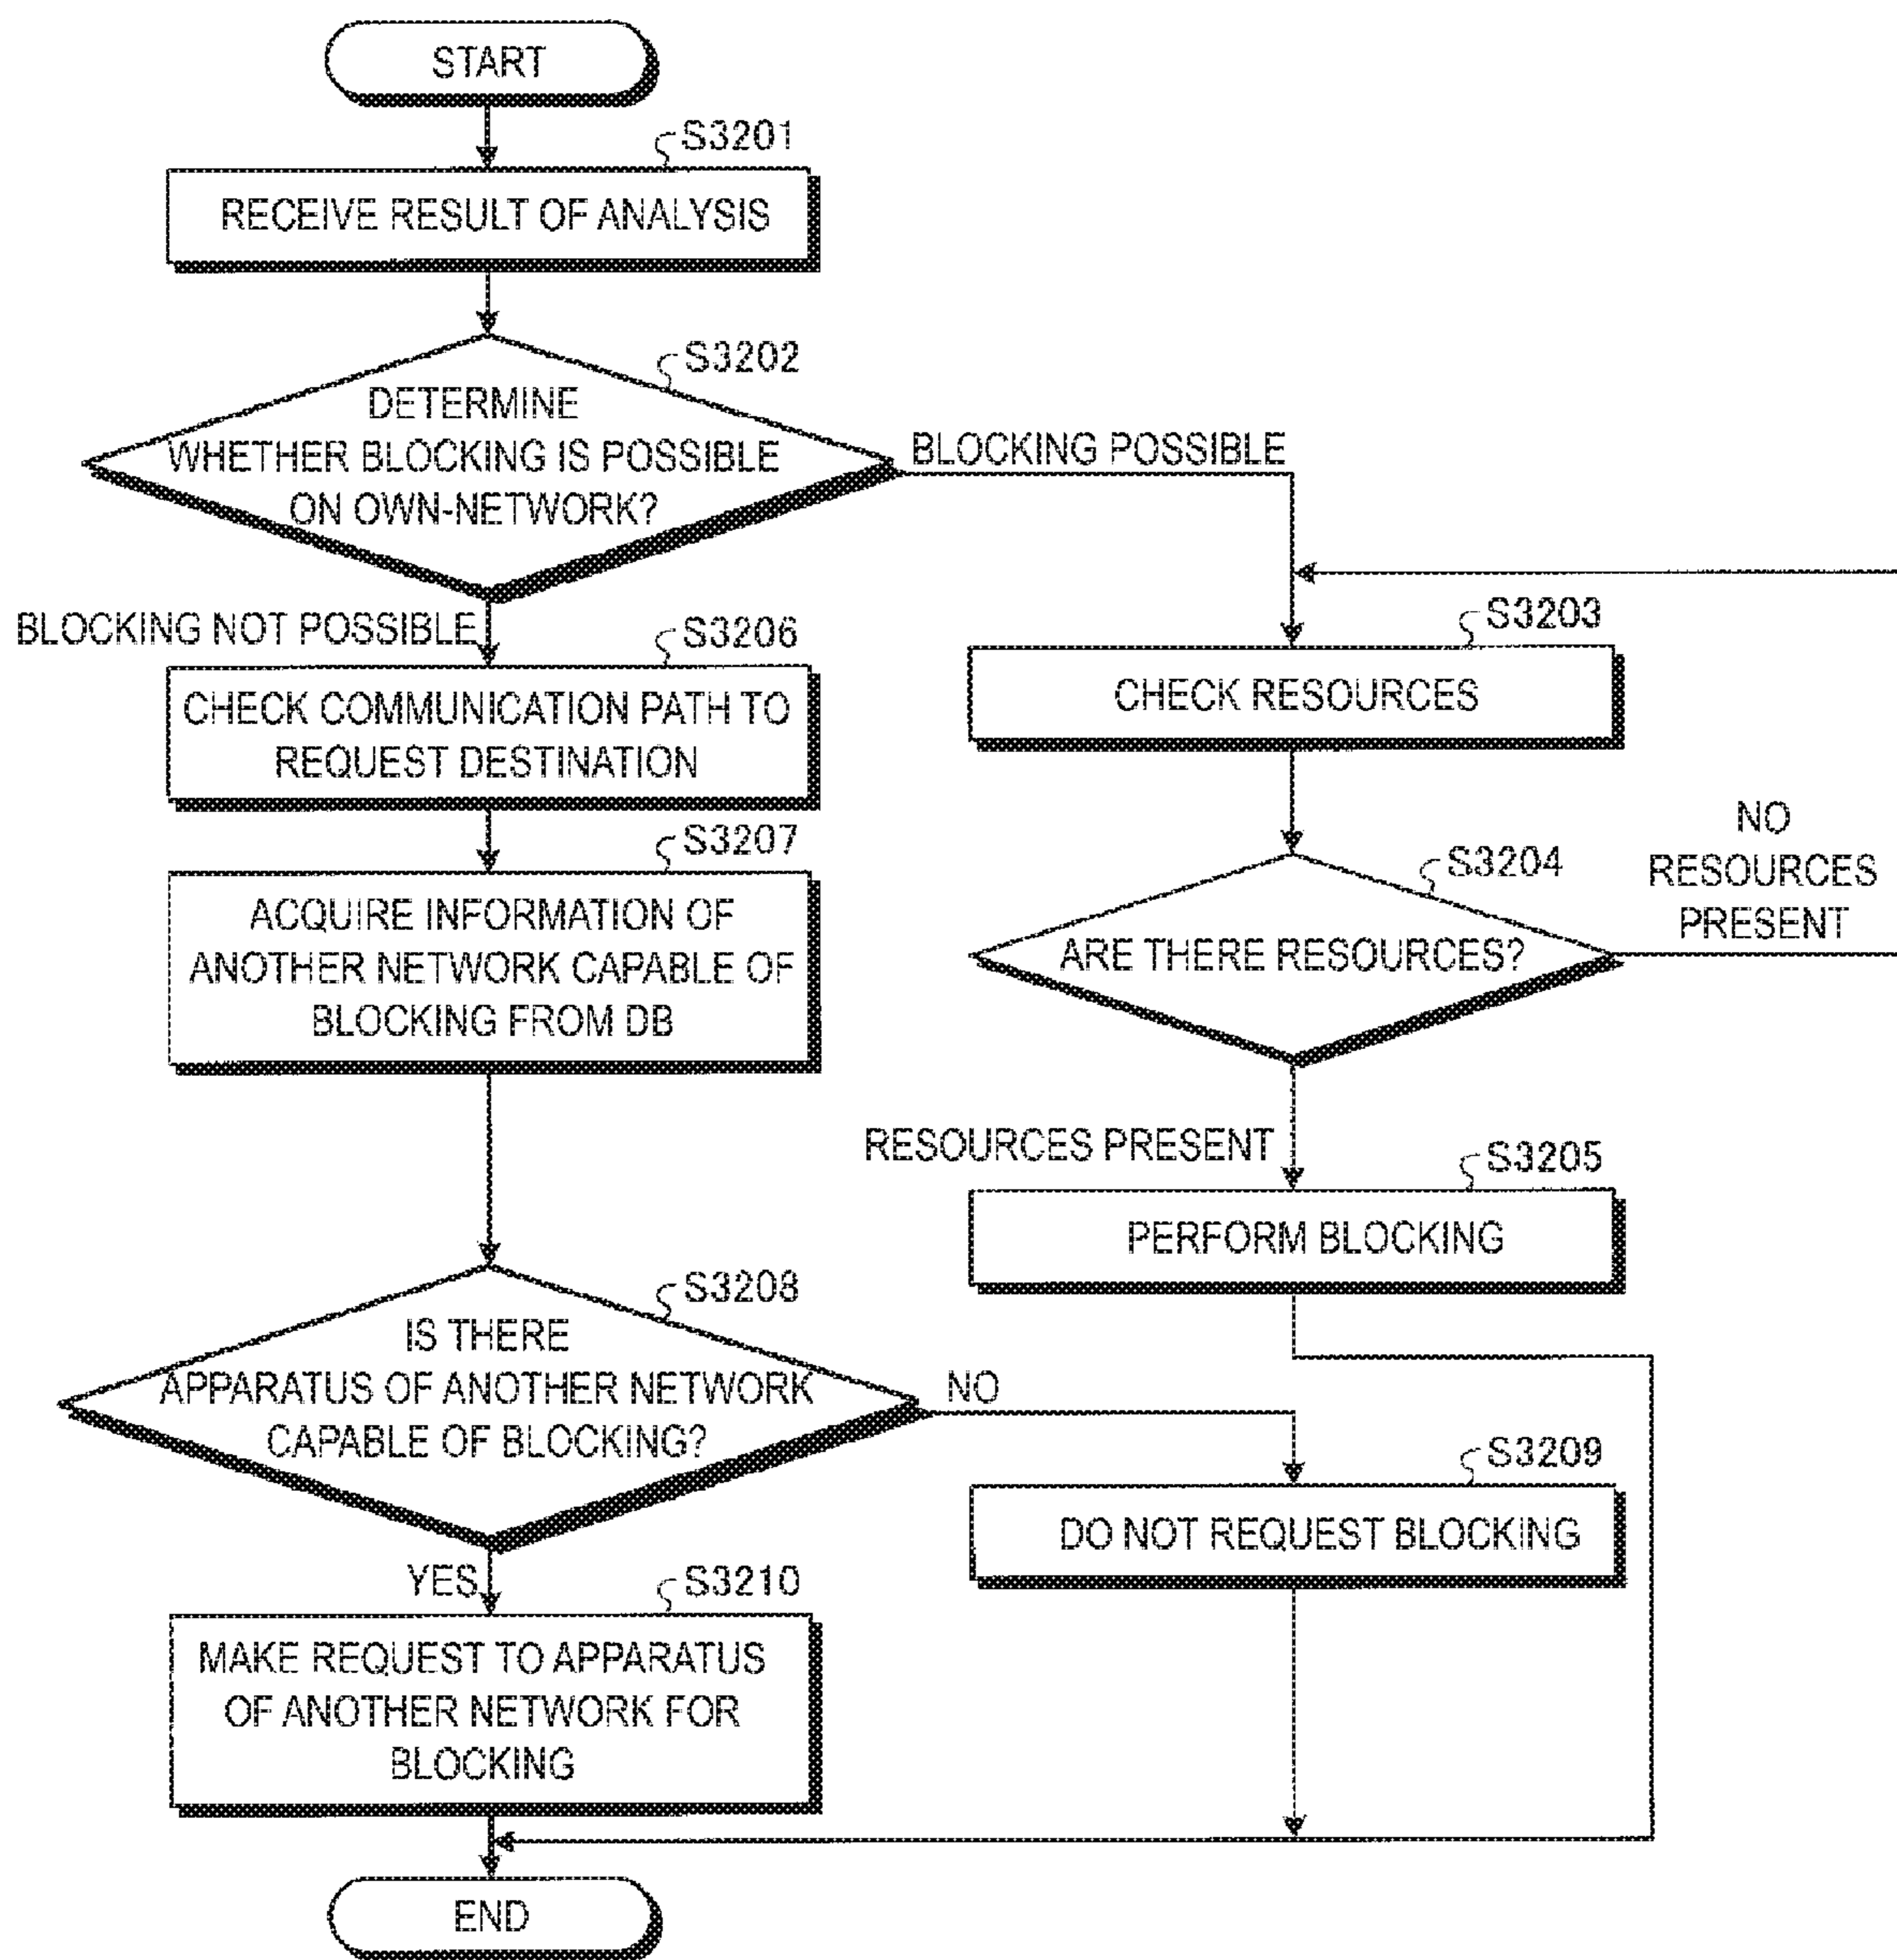 START
S3201
RECEIVE RESULT OF ANALYSIS
S3202
DETERMINE
WHETHER BLOCKING IS POSSIBLE
ON OWN-NETWORK?
BLOCKING POSSIBLE
BLOCKING NOT POSSIBLE
S3206
CHECK COMMUNICATION PATH TO
REQUEST DESTINATION
S3203
CHECK RESOURCES
S3207
ACQUIRE INFORMATION OF
ANOTHER NETWORK CAPABLE OF
BLOCKING FROM DB
S3204
ARE THERE RESOURCES?
NO
RESOURCES
PRESENT
RESOURCES PRESENT
S3205
PERFORM BLOCKING
S3208
IS THERE
APPARATUS OF ANOTHER NETWORK
CAPABLE OF BLOCKING?
NO
S3209
DO NOT REQUEST BLOCKING
YES
S3210
MAKE REQUEST TO APPARATUS
OF ANOTHER NETWORK FOR
BLOCKING
END